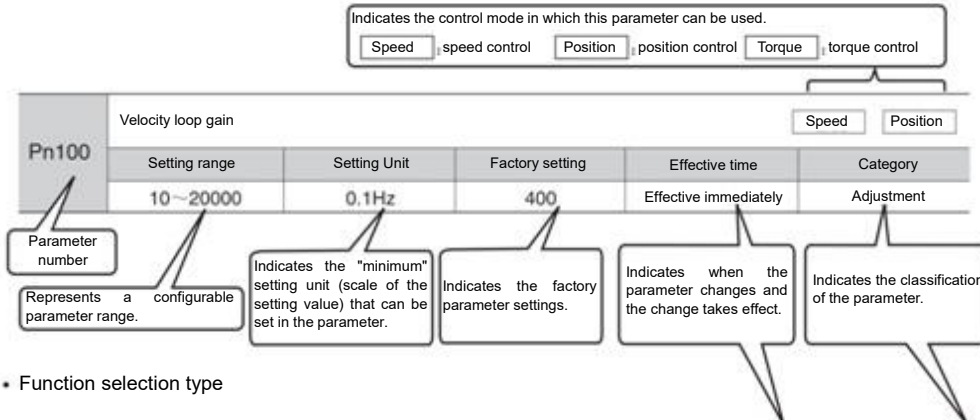 Indicates the control mode in which this parameter can be used.
Speed : speed control Position : position control Torque : torque control
Pn100
Velocity loop gain
Speed Position
Setting range Setting Unit Factory setting Effective time Category
10~20000 0.1Hz 400 Effective immediately Adjustment
Parameter
number
Represents a configurable
parameter range.
Indicates the "minimum"
setting unit (scale of the
setting value) that can be
set in the parameter.
Indicates the factory
parameter settings.
Indicates when the
parameter changes and
the change takes effect.
Indicates the classification
of the parameter.
• Function selection type